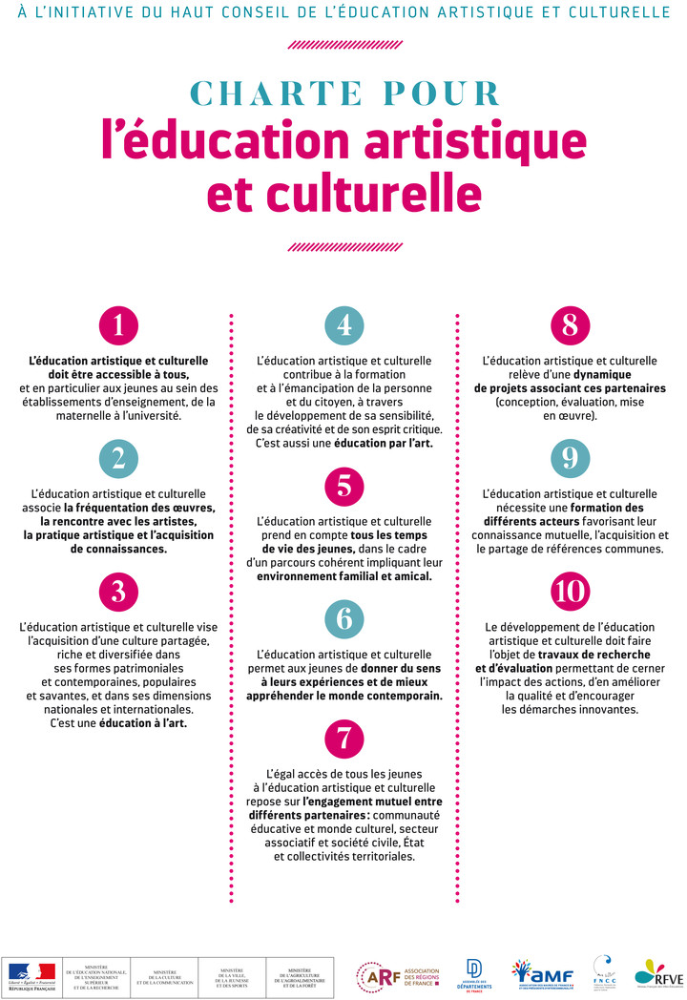 À L'INITIATIVE DU HAUT CONSEIL DE L'ÉDUCATION ARTISTIQUE ET CULTURELLE
CHARTE POUR
l'éducation artistique
et culturelle
1
L'éducation artistique et culturelle
doit être accessible à tous,
et en particulier aux jeunes au sein des
établissements d'enseignement, de la
maternelle à l'université.
2
L'éducation artistique et culturelle
associe la fréquentation des œuvres,
la rencontre avec les artistes,
la pratique artistique et l'acquisition
de connaissances.
3
L'éducation artistique et culturelle vise
l'acquisition d'une culture partagée,
riche et diversifiée dans
ses formes patrimoniales
et contemporaines, populaires
et savantes, et dans ses dimensions
nationales et internationales.
C'est une éducation à l'art.
4
L'éducation artistique et culturelle
contribue à la formation
et à l'émancipation de la personne
et du citoyen, à travers
le développement de sa sensibilité,
de sa créativité et de son esprit critique.
C'est aussi une éducation par l'art.
5
L'éducation artistique et culturelle
prend en compte tous les temps
de vie des jeunes, dans le cadre
d'un parcours cohérent impliquant leur
environnement familial et amical.
6
L'éducation artistique et culturelle
permet aux jeunes de donner du sens
à leurs expériences et de mieux
appréhender le monde contemporain.
7
L'égal accès de tous les jeunes
à l'éducation artistique et culturelle
repose sur l'engagement mutuel entre
différents partenaires : communauté
éducative et monde culturel, secteur
associatif et société civile, État
et collectivités territoriales.
8
L'éducation artistique et culturelle
relève d'une dynamique
de projets associant ces partenaires
(conception, évaluation, mise
en œuvre).
9
L'éducation artistique et culturelle
nécessite une formation des
différents acteurs favorisant leur
connaissance mutuelle, l'acquisition et
le partage de références communes.
10
Le développement de l'éducation
artistique et culturelle doit faire
l'objet de travaux de recherche
et d'évaluation permettant de cerner
l'impact des actions, d'en améliorer
la qualité et d'encourager
les démarches innovantes.
Liberté • Égalité • Fraternité
RÉPUBLIQUE FRANÇAISE
MINISTÈRE
DE L'ÉDUCATION NATIONALE,
DE L'ENSEIGNEMENT
SUPÉRIEUR
ET DE LA RECHERCHE
MINISTÈRE
DE LA CULTURE
ET DE LA COMMUNICATION
MINISTÈRE
DE LA VILLE,
DE LA JEUNESSE
ET DES SPORTS
MINISTÈRE
DE L'AGRICULTURE
DE L'AGROALIMENTAIRE
ET DE LA FORÊT
ARF
ASSOCIATION
DES RÉGIONS
DE FRANCE
ASSEMBLÉE DES
DÉPARTEMENTS
DE FRANCE
AMF
ASSOCIATION DES MAIRES DE FRANCE
ET DES PRÉSIDENTS D'INTERCOMMUNALITÉ
FNCC
RFVE